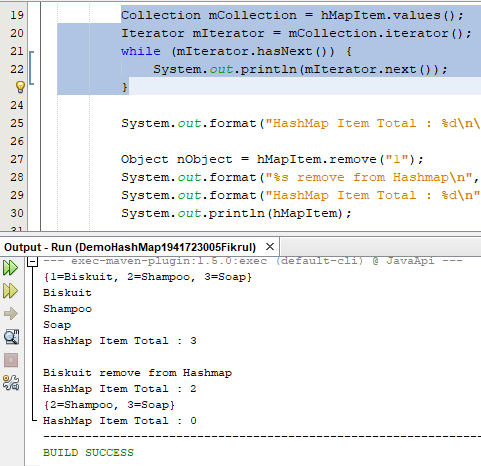 19 Collection mCollection = hMapItem.values();
20 Iterator mIterator = mCollection.iterator();
21 while (mIterator.hasNext()) {
22 System.out.println(mIterator.next());
}
24
25 System.out.format("HashMap Item Total : %d\n\
26
27 Object nObject = hMapItem.remove("1");
28 System.out.format("%s remove from Hashmap\n",
29 System.out.format("HashMap Item Total : %d\n"
30 System.out.println(hMapItem);
Output - Run (DemoHashMap1941723005Fikrul)
--- exec-maven-plugin:1.5.0:exec (default-cli) @ JavaApi ---
{1=Biskuit, 2=Shampoo, 3=Soap}
Biskuit
Shampoo
Soap
HashMap Item Total : 3
Biskuit remove from Hashmap
HashMap Item Total : 2
{2=Shampoo, 3=Soap}
HashMap Item Total : 0
------------------------------------------------------------------------
BUILD SUCCESS